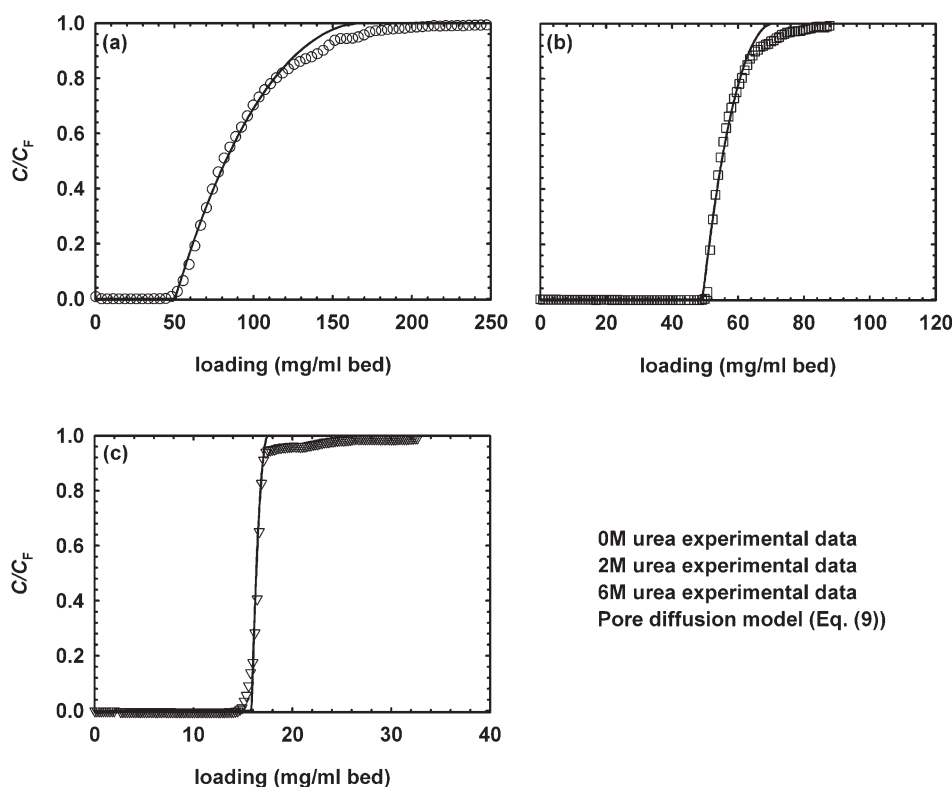 (a)
1.0
0.8
0.6
0.4
0.2
0.0
C/C_F
0 50 100 150 200 250
loading (mg/ml bed)
(b)
1.0
0.8
0.6
0.4
0.2
0.0
0 20 40 60 80 100 120
loading (mg/ml bed)
(c)
1.0
0.8
0.6
0.4
0.2
0.0
C/C_F
0 20 20 40
loading (mg/ml bed)
0M urea experimental data
2M urea experimental data
6M urea experimental data
Pore diffusion model (Eq. (9))